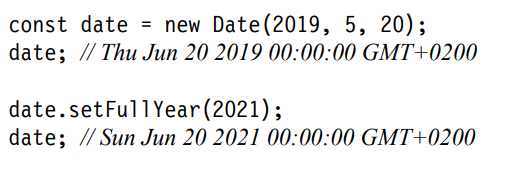 const date = new Date(2019, 5, 20);
date; // Thu Jun 20 2019 00:00:00 GMT+0200
date.setFullYear(2021);
date; // Sun Jun 20 2021 00:00:00 GMT+0200